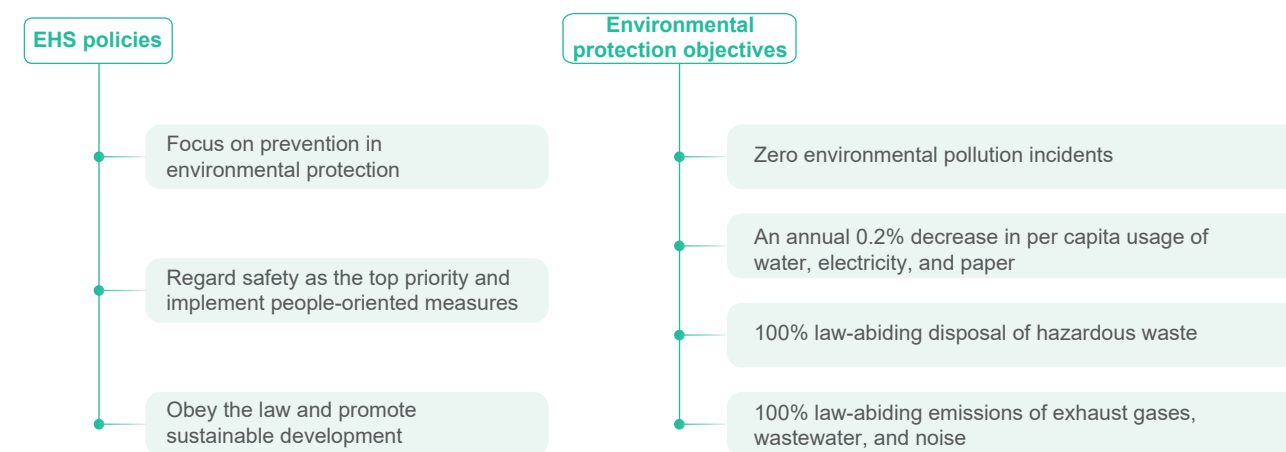 EHS policies
Focus on prevention in
environmental protection
Regard safety as the top priority and
implement people-oriented measures
Obey the law and promote
sustainable development
Environmental
protection objectives
Zero environmental pollution incidents
An annual 0.2% decrease in per capita usage of
water, electricity, and paper
100% law-abiding disposal of hazardous waste
100% law-abiding emissions of exhaust gases,
wastewater, and noise